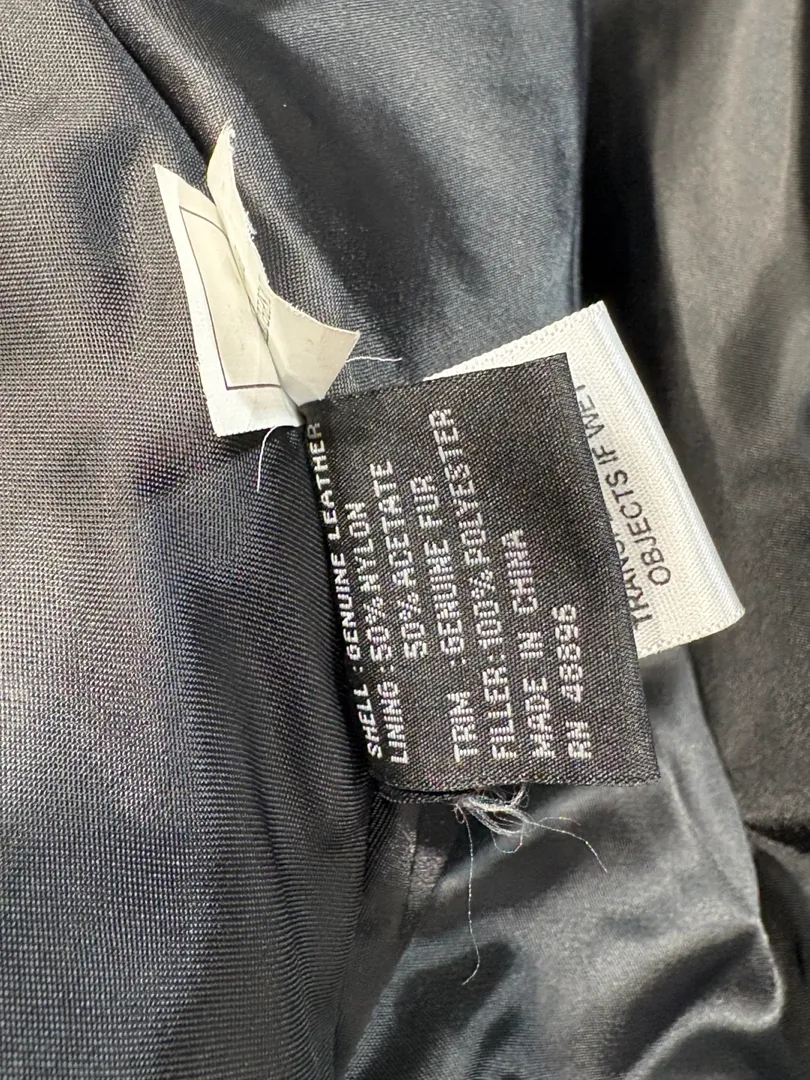 SHELL : GENUINE LEATHER
LINING : 50% NYLON
50% ACETATE
TRIM : GENUINE FUR
FILLER: 100% POLYESTER
MADE IN CHINA
RN 48896
OBJECTS IF WET